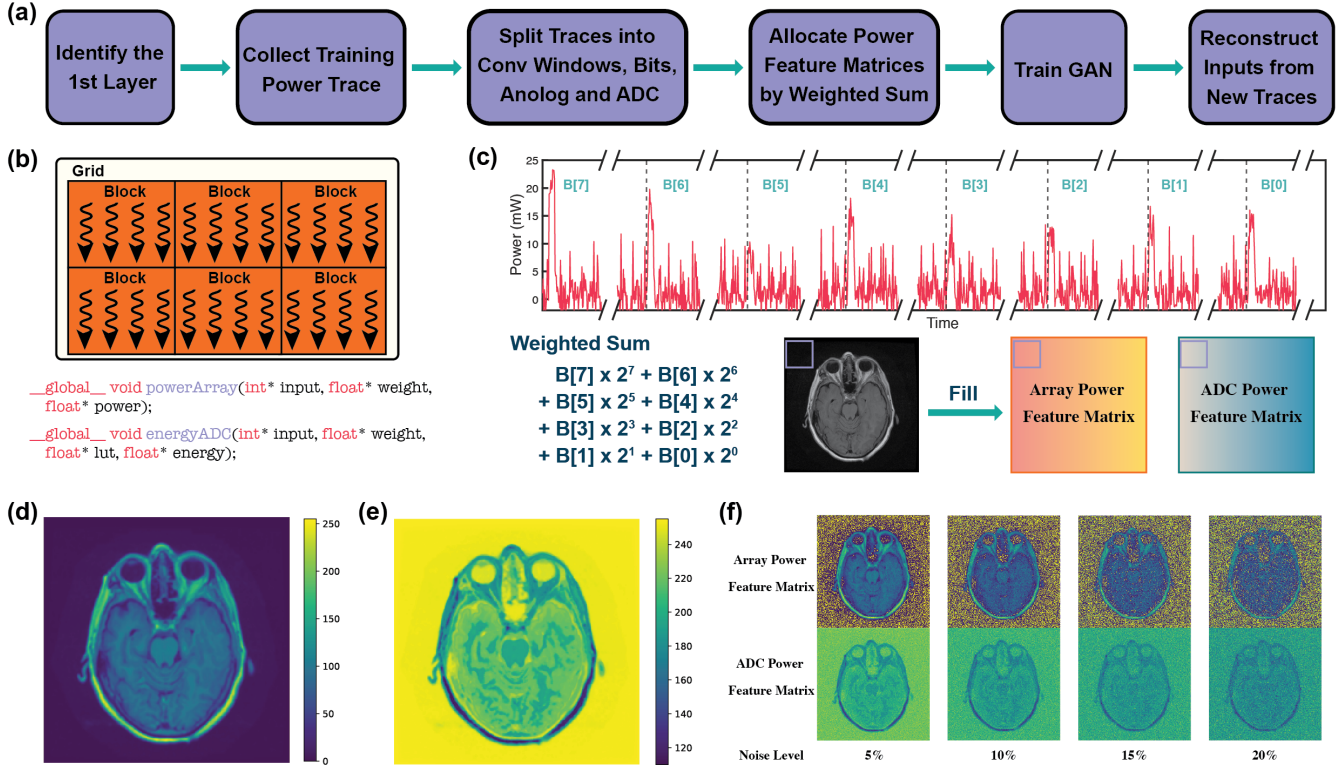 (a)
Identify the
1st Layer
Collect Training
Power Trace
Split Traces into
Conv Windows, Bits,
Anolog and ADC
Allocate Power
Feature Matrices
by Weighted Sum
Train GAN
Reconstruct
Inputs from
New Traces
(b)
Grid
Block Block Block
Block Block Block
__global__ void powerArray(int* input, float* weight,
float* power);
__global__ void energyADC(int* input, float* weight,
float* lut, float* energy);
(c)
25
20
15
10
5
0
Power (mW)
B[7] B[6] B[5] B[4] B[3] B[2] B[1] B[0]
Time
Weighted Sum
B[7] x 2⁷ + B[6] x 2⁶
+ B[5] x 2⁵ + B[4] x 2⁴
+ B[3] x 2³ + B[2] x 2²
+ B[1] x 2¹ + B[0] x 2⁰
Fill
Array Power
Feature Matrix
ADC Power
Feature Matrix
(d)
250
200
150
100
50
0
(e)
240
220
200
180
160
140
120
(f)
Array Power
Feature Matrix
ADC Power
Feature Matrix
Noise Level 5% 10% 15% 20%